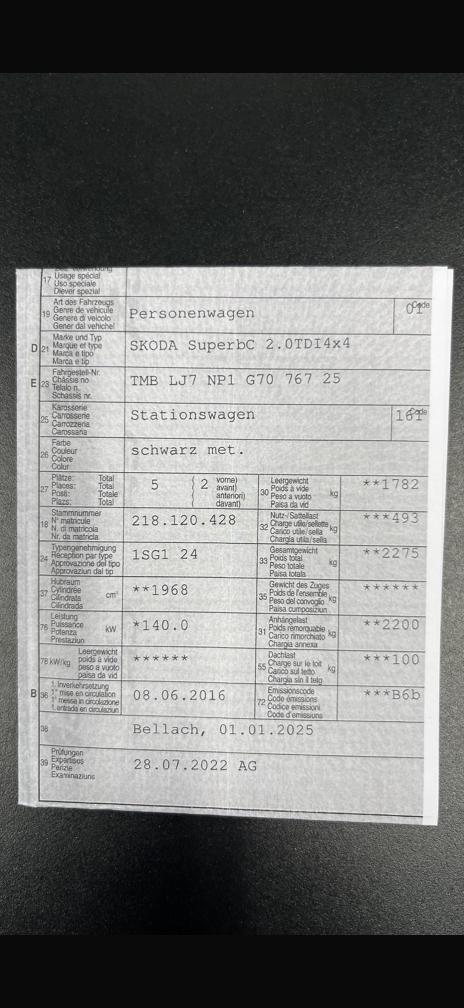 17 Usage spécial
Uso speciale
Diever spezial
19 Art des Fahrzeugs
Genre de véhicule
Genere di veicolo
Gener dal vehichel
Personenwagen
Code
01
D 21 Marke und Typ
Marque et type
Marca e tipo
Marca e tip
SKODA SuperbC 2.0TDI4x4
E 23 Fahrgestell-Nr.
Châssis no
Telaio n.
Schassis nr.
TMB LJ7 NP1 G70 767 25
25 Karosserie
Carrosserie
Carrozzeria
Carossaria
Stationswagen
Code
161
26 Farbe
Couleur
Colore
Colur
schwarz met.
27 Plätze: Total
Places: Total
Posti: Totale
Plazs: Total
5
( 2 vorne)
avant)
anteriori)
davant)
30 Leergewicht
Poids à vide
Peso a vuoto kg
Paisa da vid
**1782
18 Stammnummer
N° matricule
N. di matricola
Nr. da matricla
218.120.428
32 Nutz-/Sattellast
Charge utile/sellette kg
Carico utile/sella
Chargia utila/sella
***493
24 Typengenehmigung
Réception par type
Approvazione del tipo
Approvaziun dal tip
1SG1 24
33 Gesamtgewicht
Poids total
Peso totale kg
Paisa totala
**2275
37 Hubraum
Cylindrée
Cilindrata cm³
Cilindrada
**1968
35 Gewicht des Zuges
Poids de l'ensemble
Peso del convoglio kg
Paisa cumposiziun
******
76 Leistung
Puissance
Potenza kW
Prestaziun
*140.0
31 Anhängelast
Poids remorquable
Carico rimorchiato kg
Chargia annexa
**2200
78 kW/kg Leergewicht
poids à vide
peso a vuoto
paisa da vid
******
55 Dachlast
Charge sur le toit
Carico sul tetto kg
Chargia sin il tetg
***100
B 36 1. Inverkehrsetzung
1re mise en circulation
1a messa in circolazione
1. entrada en circulaziun
08.06.2016
72 Emissionscode
Code émissions
Codice emissioni
Code d'emissiuns
***B6b
38
Bellach, 01.01.2025
39 Prüfungen
Expertises
Perizie
Examinaziuns
28.07.2022 AG